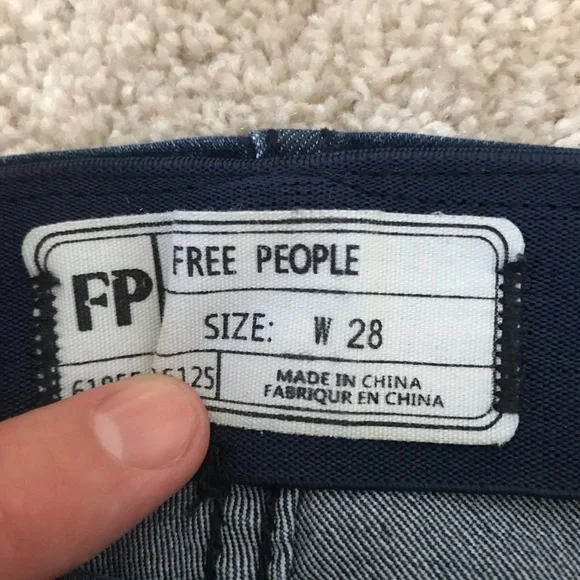 FP
FREE PEOPLE
SIZE: W 28
MADE IN CHINA
FABRIQUR EN CHINA